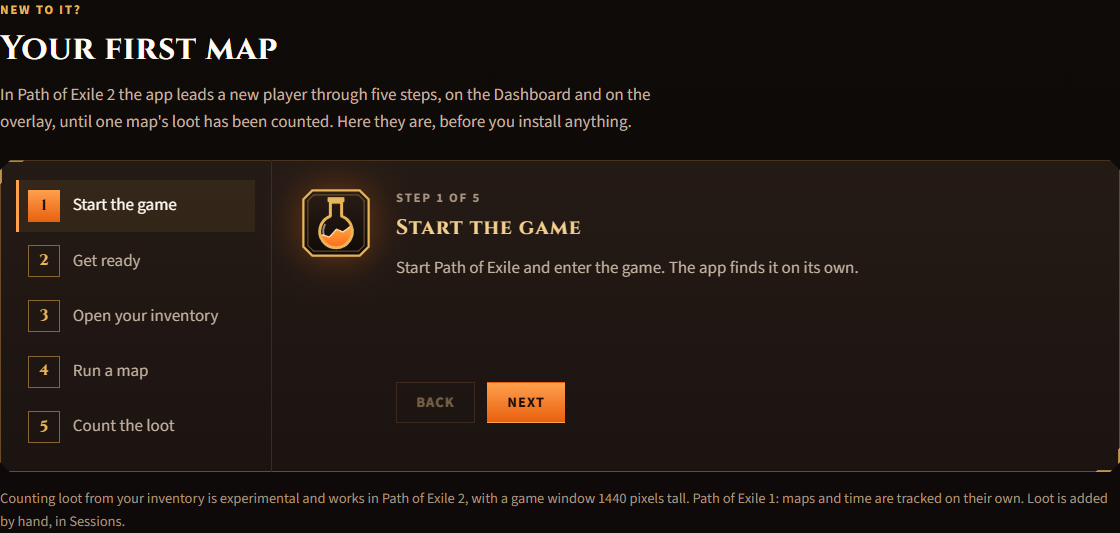 NEW TO IT?
YOUR FIRST MAP
In Path of Exile 2 the app leads a new player through five steps, on the Dashboard and on the
overlay, until one map's loot has been counted. Here they are, before you install anything.
1 Start the game
2 Get ready
3 Open your inventory
4 Run a map
5 Count the loot
STEP 1 OF 5
START THE GAME
Start Path of Exile and enter the game. The app finds it on its own.
BACK NEXT
Counting loot from your inventory is experimental and works in Path of Exile 2, with a game window 1440 pixels tall. Path of Exile 1: maps and time are tracked on their own. Loot is added
by hand, in Sessions.